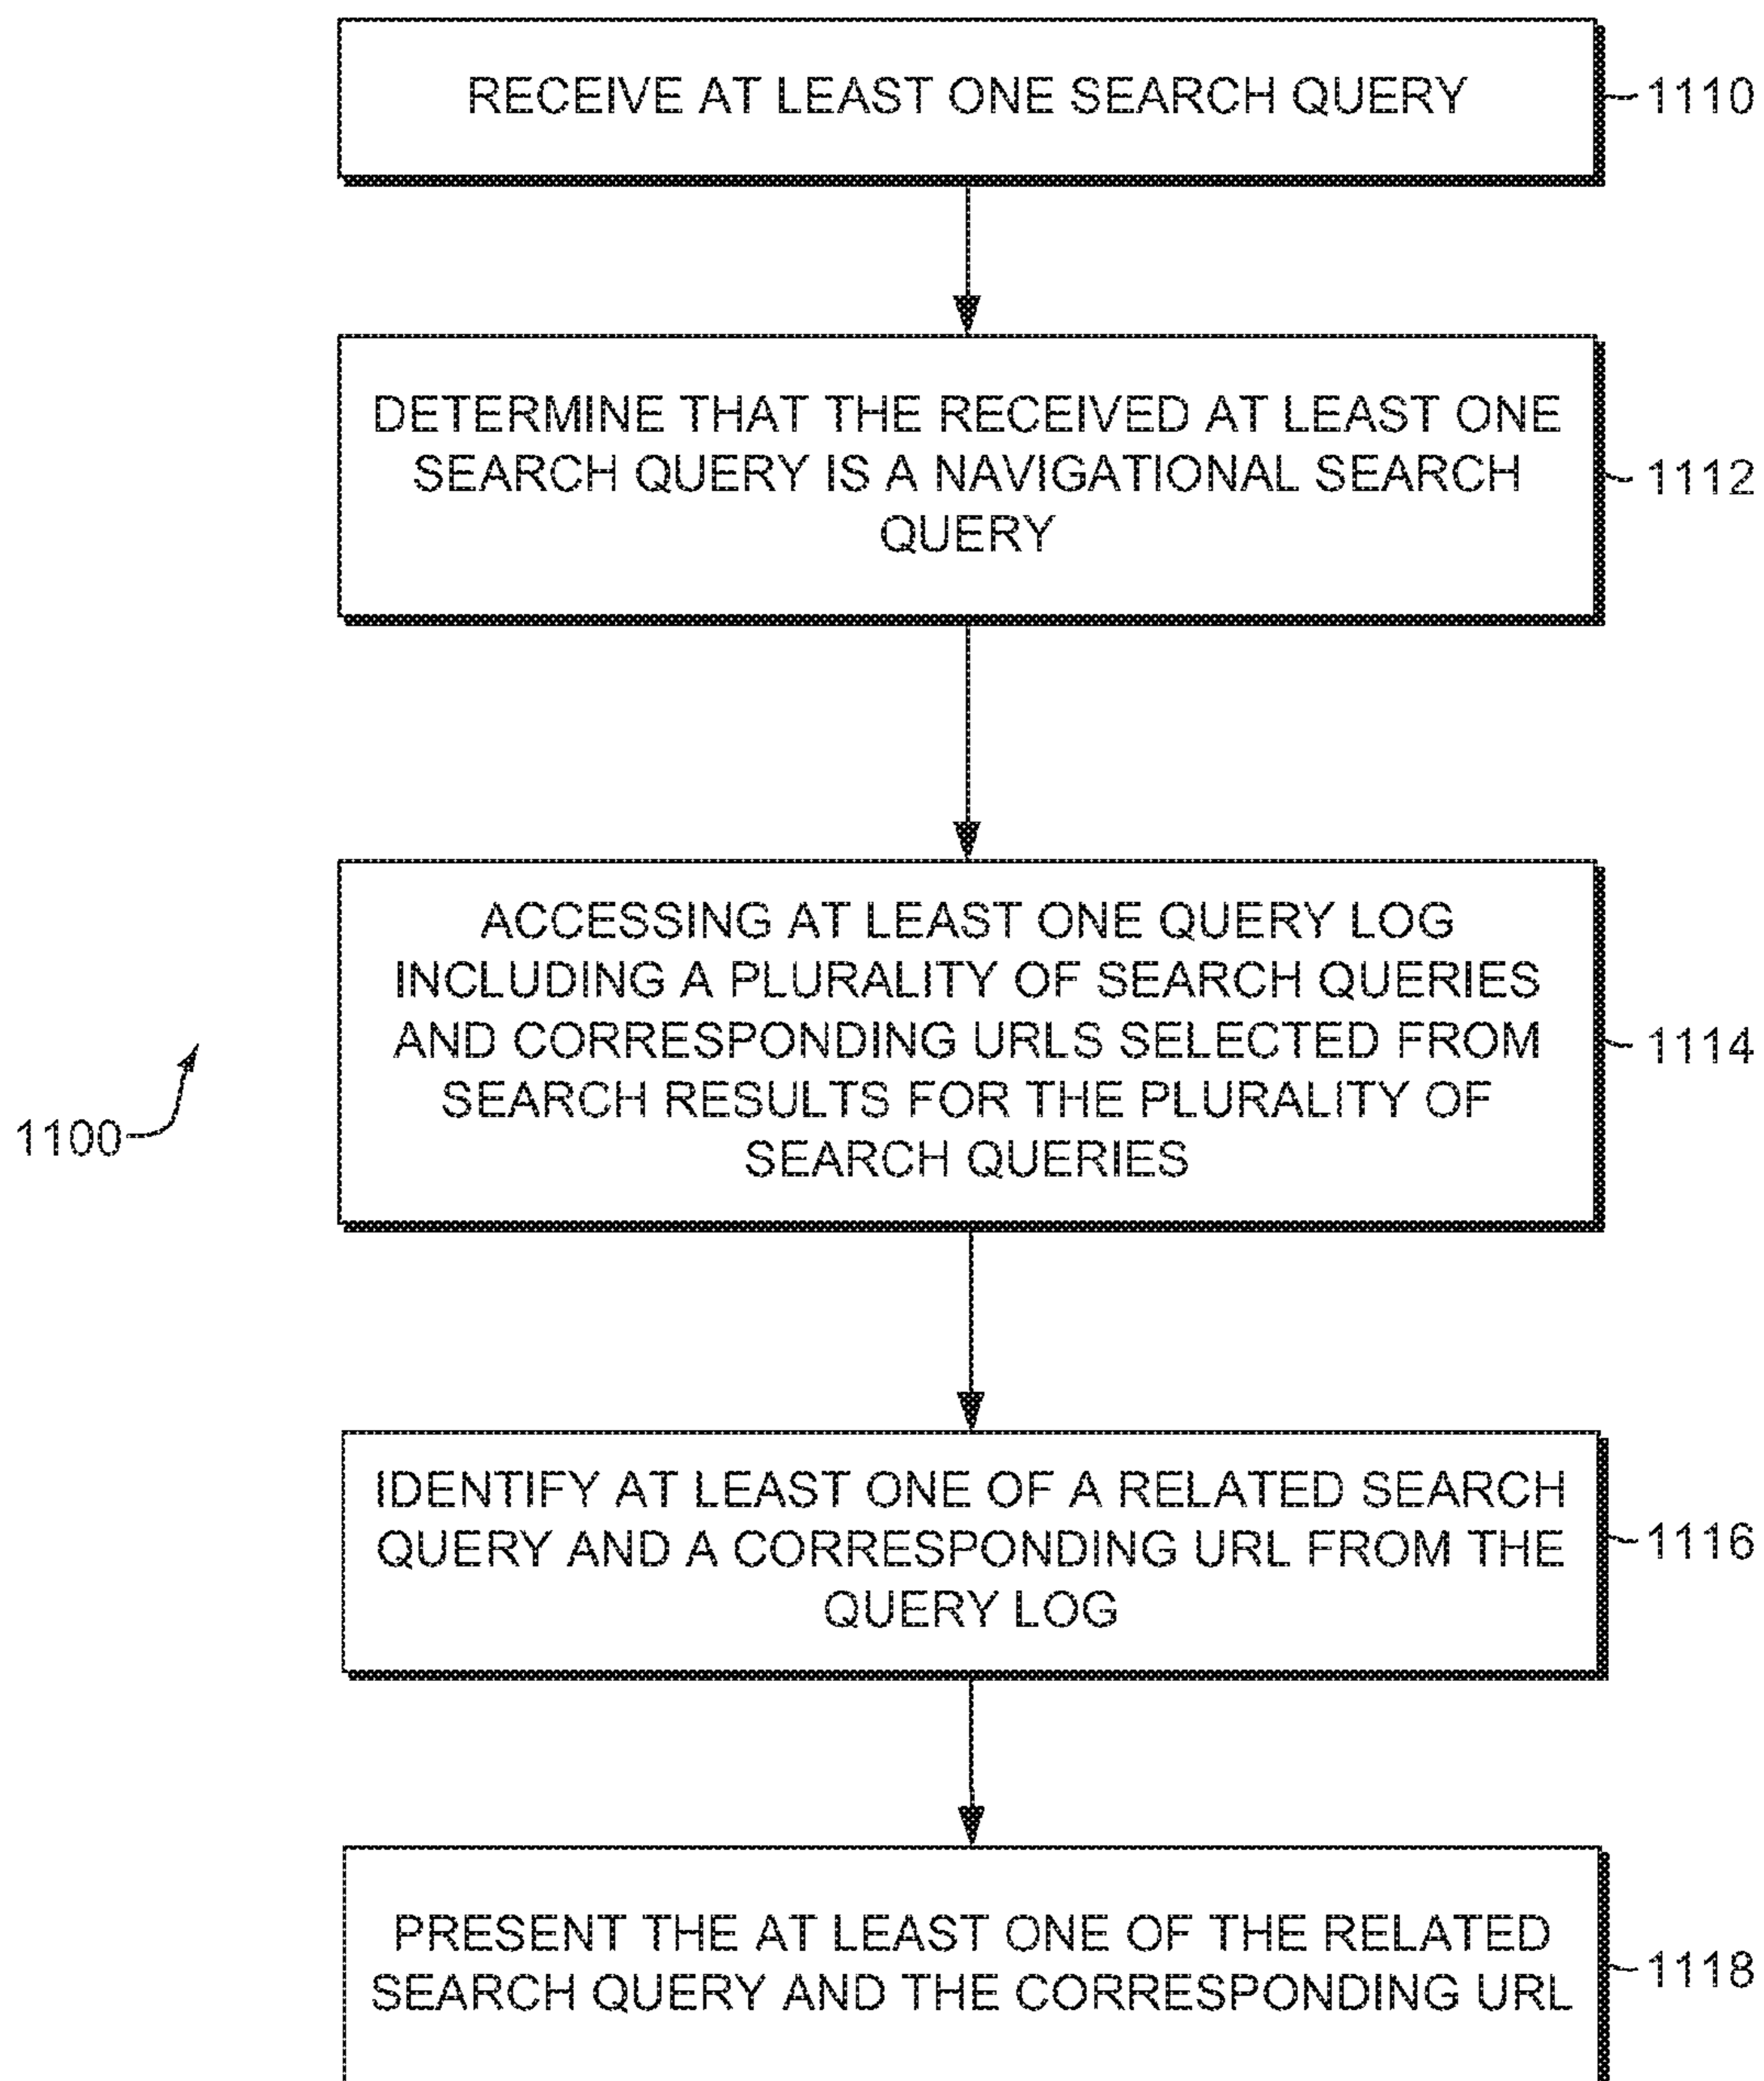 RECEIVE AT LEAST ONE SEARCH QUERY
1110
DETERMINE THAT THE RECEIVED AT LEAST ONE
SEARCH QUERY IS A NAVIGATIONAL SEARCH
QUERY
1112
ACCESSING AT LEAST ONE QUERY LOG
INCLUDING A PLURALITY OF SEARCH QUERIES
AND CORRESPONDING URLS SELECTED FROM
SEARCH RESULTS FOR THE PLURALITY OF
SEARCH QUERIES
1114
1100
IDENTIFY AT LEAST ONE OF A RELATED SEARCH
QUERY AND A CORRESPONDING URL FROM THE
QUERY LOG
1116
PRESENT THE AT LEAST ONE OF THE RELATED
SEARCH QUERY AND THE CORRESPONDING URL
1118